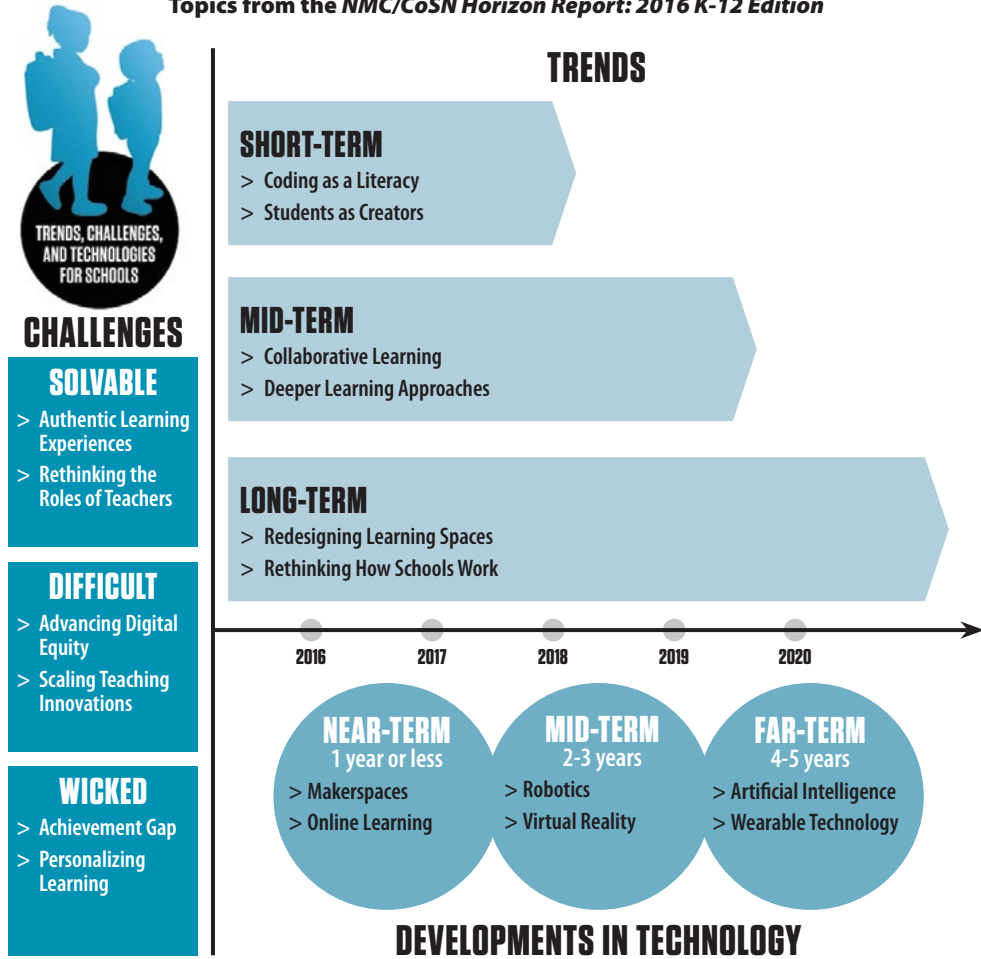 Topics from the NMC/CoSN Horizon Report: 2016 K-12 Edition
TRENDS, CHALLENGES,
AND TECHNOLOGIES
FOR SCHOOLS
CHALLENGES
SOLVABLE
> Authentic Learning
Experiences
> Rethinking the
Roles of Teachers
DIFFICULT
> Advancing Digital
Equity
> Scaling Teaching
Innovations
WICKED
> Achievement Gap
> Personalizing
Learning
TRENDS
SHORT-TERM
> Coding as a Literacy
> Students as Creators
MID-TERM
> Collaborative Learning
> Deeper Learning Approaches
LONG-TERM
> Redesigning Learning Spaces
> Rethinking How Schools Work
2016 2017 2018 2019 2020
NEAR-TERM
1 year or less
> Makerspaces
> Online Learning
MID-TERM
2-3 years
> Robotics
> Virtual Reality
FAR-TERM
4-5 years
> Artificial Intelligence
> Wearable Technology
DEVELOPMENTS IN TECHNOLOGY